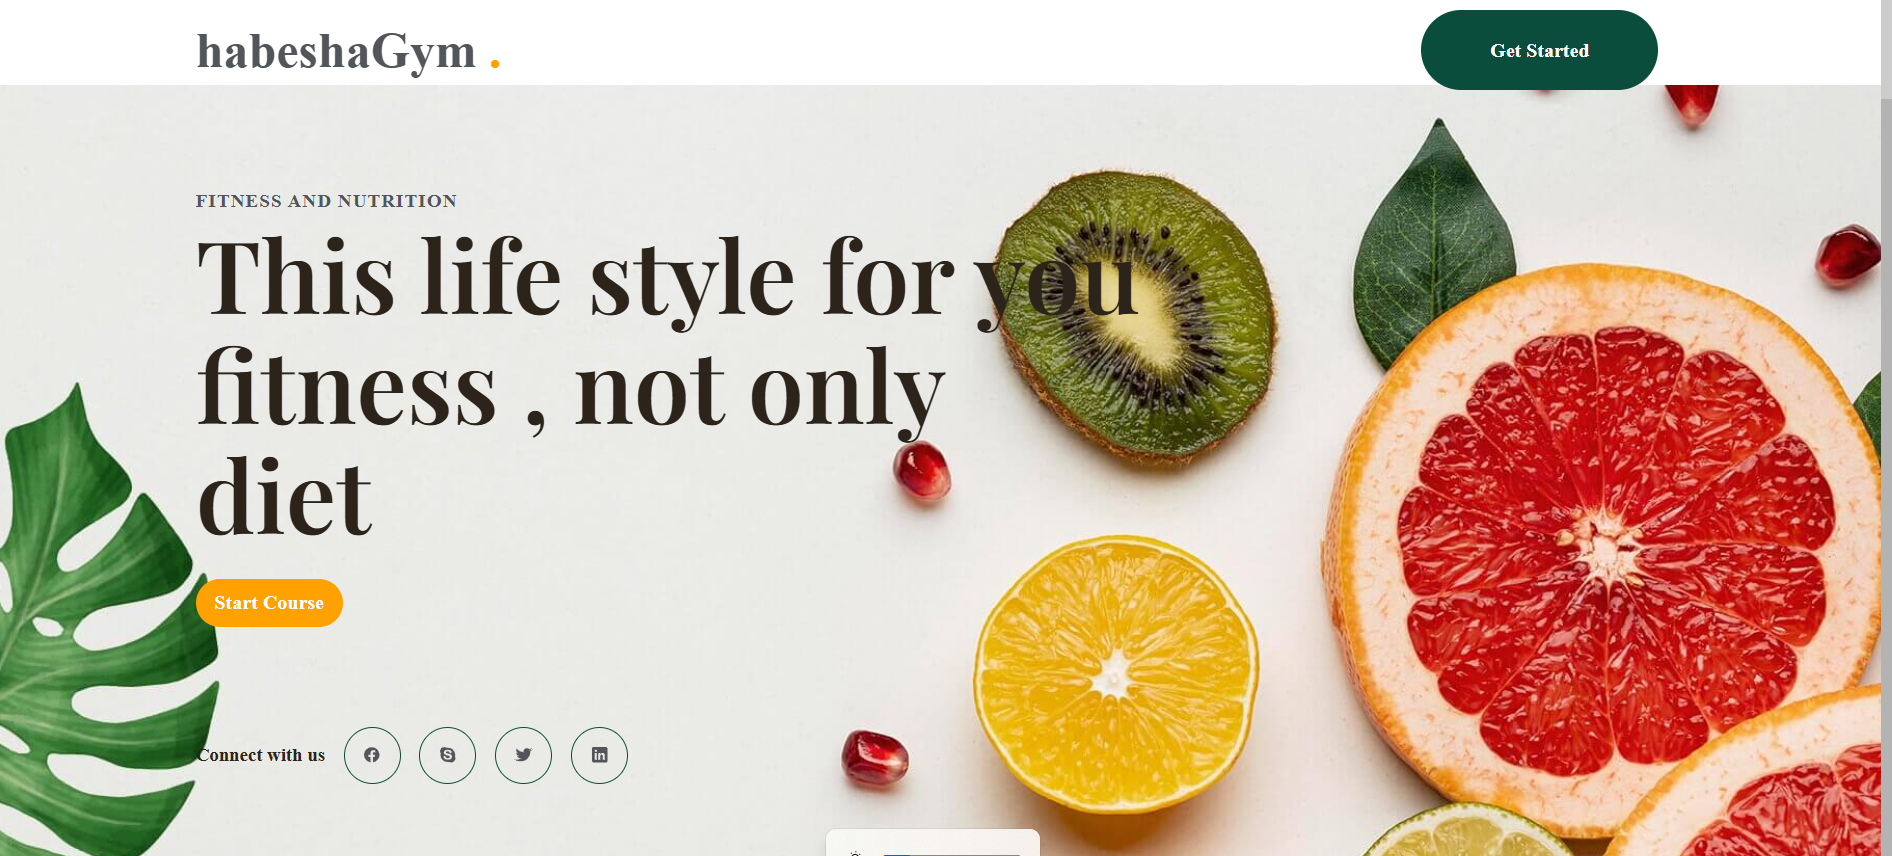 habeshaGym .
Get Started
FITNESS AND NUTRITION
This life style for you
fitness , not only
diet
Start Course
Connect with us